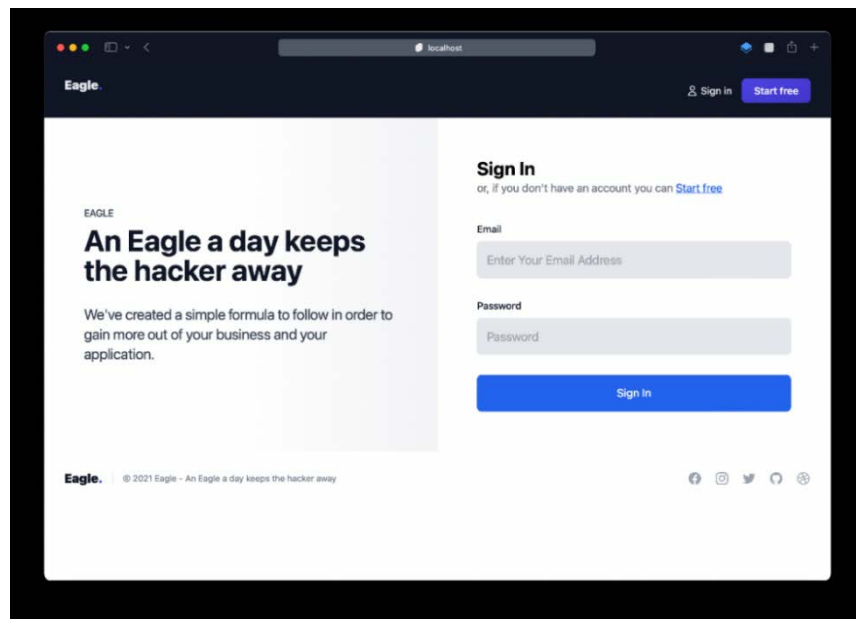 localhost
Eagle.
Sign in
Start free
EAGLE
An Eagle a day keeps
the hacker away
We've created a simple formula to follow in order to
gain more out of your business and your
application.
Sign In
or, if you don't have an account you can Start free
Email
Enter Your Email Address
Password
Password
Sign In
Eagle.
© 2021 Eagle - An Eagle a day keeps the hacker away